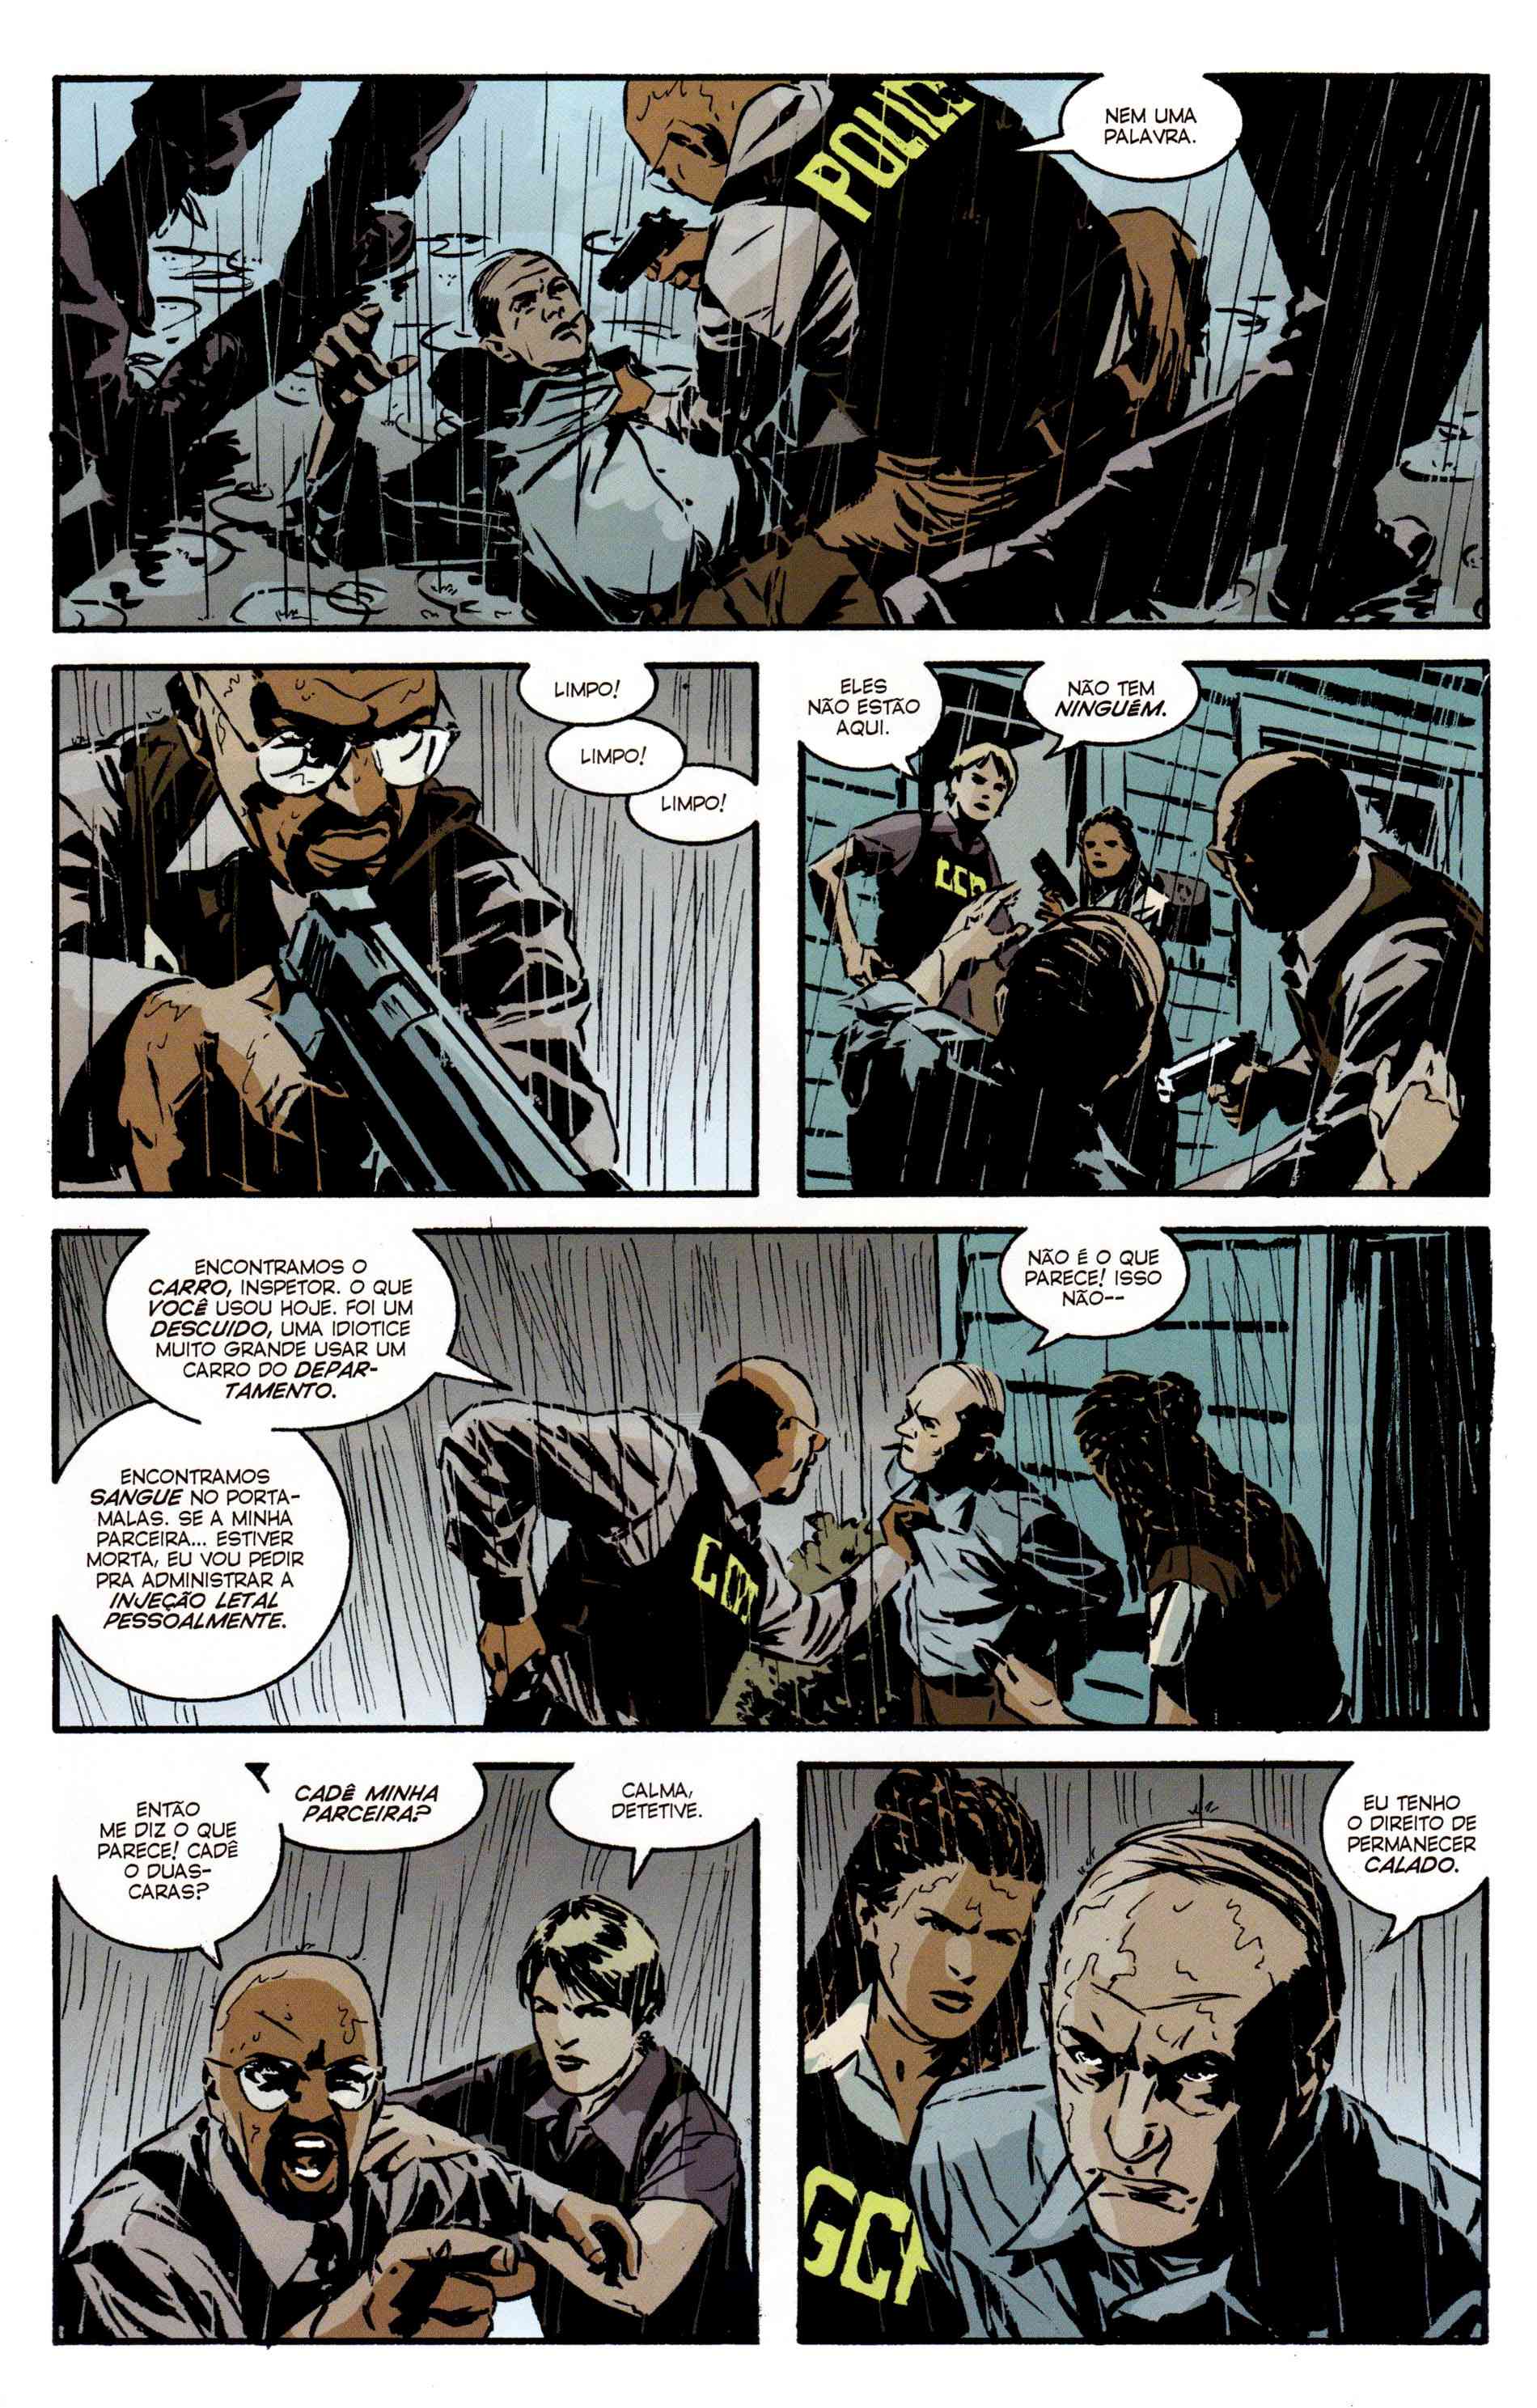 POLICE
NEM UMA
PALAVRA.
LIMPO!
LIMPO!
LIMPO!
ELES
NÃO ESTÃO
AQUI.
NÃO TEM
NINGUÉM.
ENCONTRAMOS O
CARRO, INSPETOR. O QUE
VOCÊ USOU HOJE. FOI UM
DESCUIDO, UMA IDIOTICE
MUITO GRANDE USAR UM
CARRO DO DEPAR-
TAMENTO.
ENCONTRAMOS
SANGUE NO PORTA-
MALAS. SE A MINHA
PARCEIRA... ESTIVER
MORTA, EU VOU PEDIR
PRA ADMINISTRAR A
INJEÇÃO LETAL
PESSOALMENTE.
NÃO É O QUE
PARECE! ISSO
NÃO--
ENTÃO
ME DIZ O QUE
PARECE! CADÊ
O DUAS-
CARAS?
CADÊ MINHA
PARCEIRA?
CALMA,
DETETIVE.
EU TENHO
O DIREITO DE
PERMANECER
CALADO.